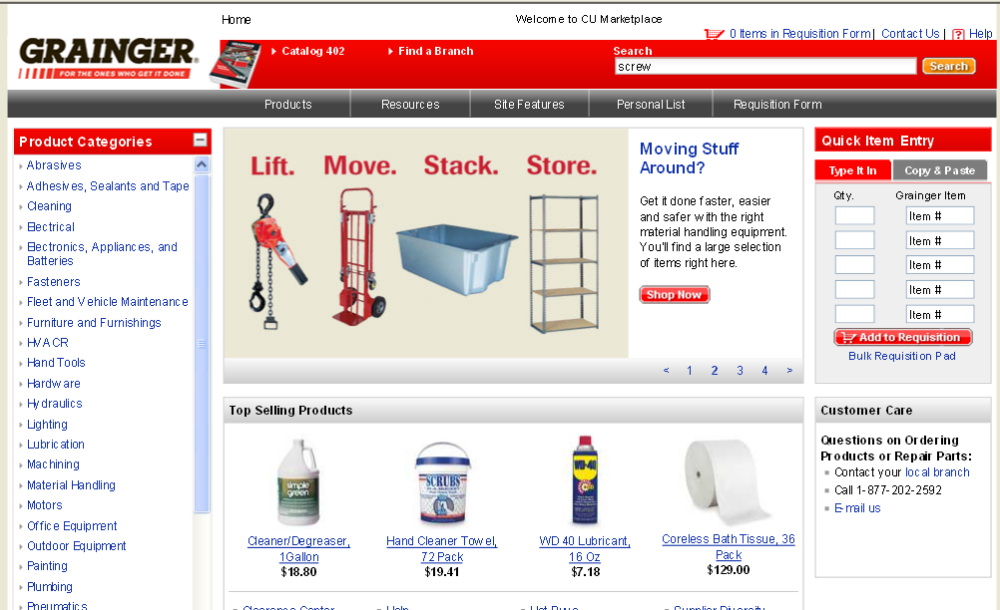 Home
Welcome to CU Marketplace
0 Items in Requisition Form | Contact Us | ? Help
GRAINGER®
FOR THE ONES WHO GET IT DONE
Catalog 402
Find a Branch
Search
screw
Search
Products
Resources
Site Features
Personal List
Requisition Form
Product Categories
Abrasives
Adhesives, Sealants and Tape
Cleaning
Electrical
Electronics, Appliances, and
Batteries
Fasteners
Fleet and Vehicle Maintenance
Furniture and Furnishings
HVACR
Hand Tools
Hardware
Hydraulics
Lighting
Lubrication
Machining
Material Handling
Motors
Office Equipment
Outdoor Equipment
Painting
Plumbing
Pneumatics
Lift. Move. Stack. Store.
Moving Stuff
Around?
Get it done faster, easier
and safer with the right
material handling equipment.
You'll find a large selection
of items right here.
Shop Now
< 1 2 3 4 >
Quick Item Entry
Type It In
Copy & Paste
Qty.
Grainger Item
Item #
Item #
Item #
Item #
Item #
Add to Requisition
Bulk Requisition Pad
Top Selling Products
simple
green
SCRUBS
WD-40
Cleaner/Degreaser,
1Gallon
$18.80
Hand Cleaner Towel,
72 Pack
$19.41
WD 40 Lubricant,
16 Oz
$7.18
Coreless Bath Tissue, 36
Pack
$129.00
Customer Care
Questions on Ordering
Products or Repair Parts:
Contact your local branch
Call 1-877-202-2592
E-mail us
Clearance Center
Help
Hot Buys
Supplier Diversity